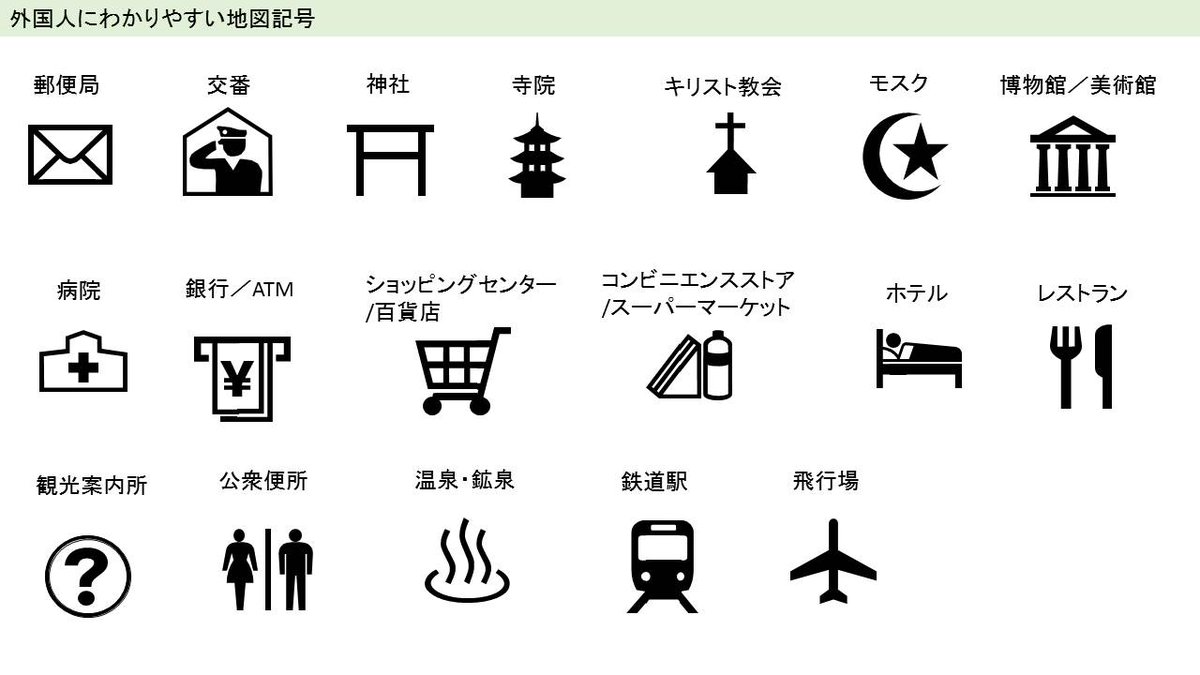 外国人にわかりやすい地図記号
郵便局
交番
神社
寺院
キリスト教会
モスク
博物館／美術館
病院
銀行／ATM
ショッピングセンター
/百貨店
コンビニエンスストア
/スーパーマーケット
ホテル
レストラン
¥
観光案内所
公衆便所
温泉・鉱泉
鉄道駅
飛行場
?